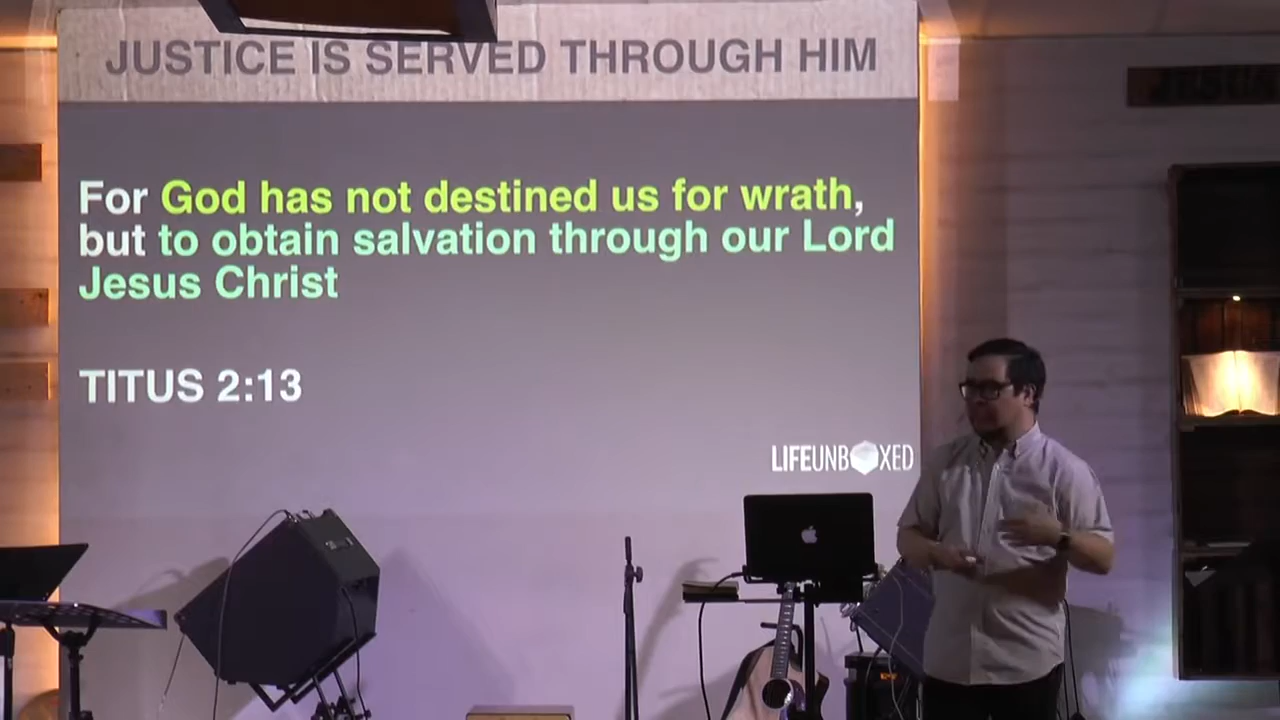 JUSTICE IS SERVED THROUGH HIM
For God has not destined us for wrath,
but to obtain salvation through our Lord
Jesus Christ
TITUS 2:13
LIFEUNBOXED